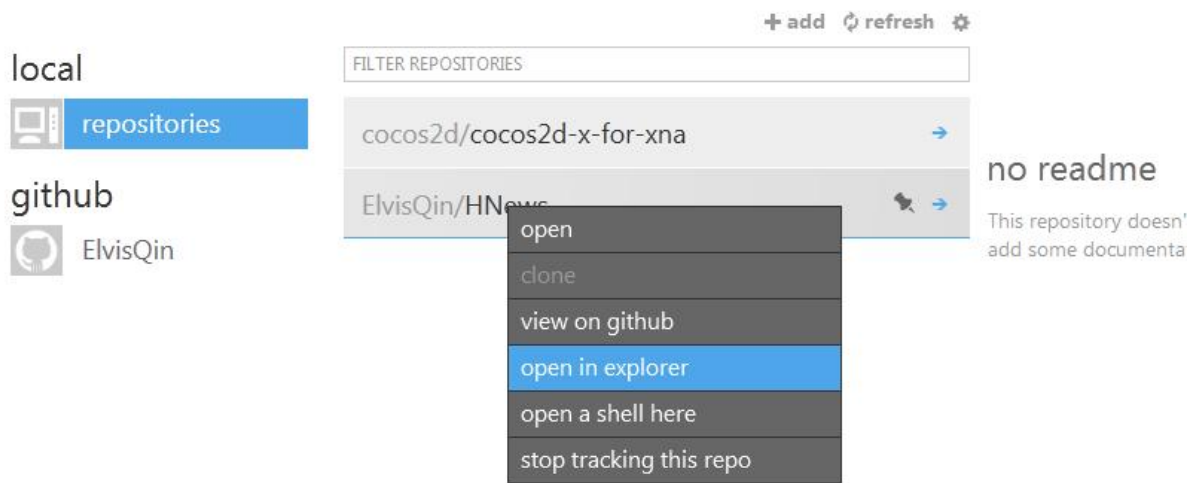 add refresh
local
FILTER REPOSITORIES
repositories
cocos2d/cocos2d-x-for-xna
github
ElvisQin/HNews
no readme
ElvisQin
This repository doesn'
add some documenta
open
clone
view on github
open in explorer
open a shell here
stop tracking this repo